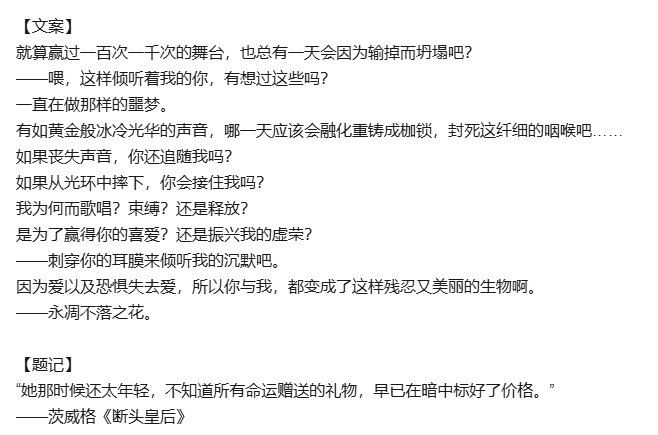 【文案】
就算赢过一百次一千次的舞台，也总有一天会因为输掉而坍塌吧？
——喂，这样倾听着我的你，有想过这些吗？
一直在做那样的噩梦。
有如黄金般冰冷光华的声音，哪一天应该会融化重铸成枷锁，封死这纤细的咽喉吧……
如果丧失声音，你还追随我吗？
如果从光环中摔下，你会接住我吗？
我为何而歌唱？束缚？还是释放？
是为了赢得你的喜爱？还是振兴我的虚荣？
——刺穿你的耳膜来倾听我的沉默吧。
因为爱以及恐惧失去爱，所以你与我，都变成了这样残忍又美丽的生物啊。
——永凋不落之花。
【题记】
“她那时候还太年轻，不知道所有命运赠送的礼物，早已在暗中标好了价格。”
——茨威格《断头皇后》